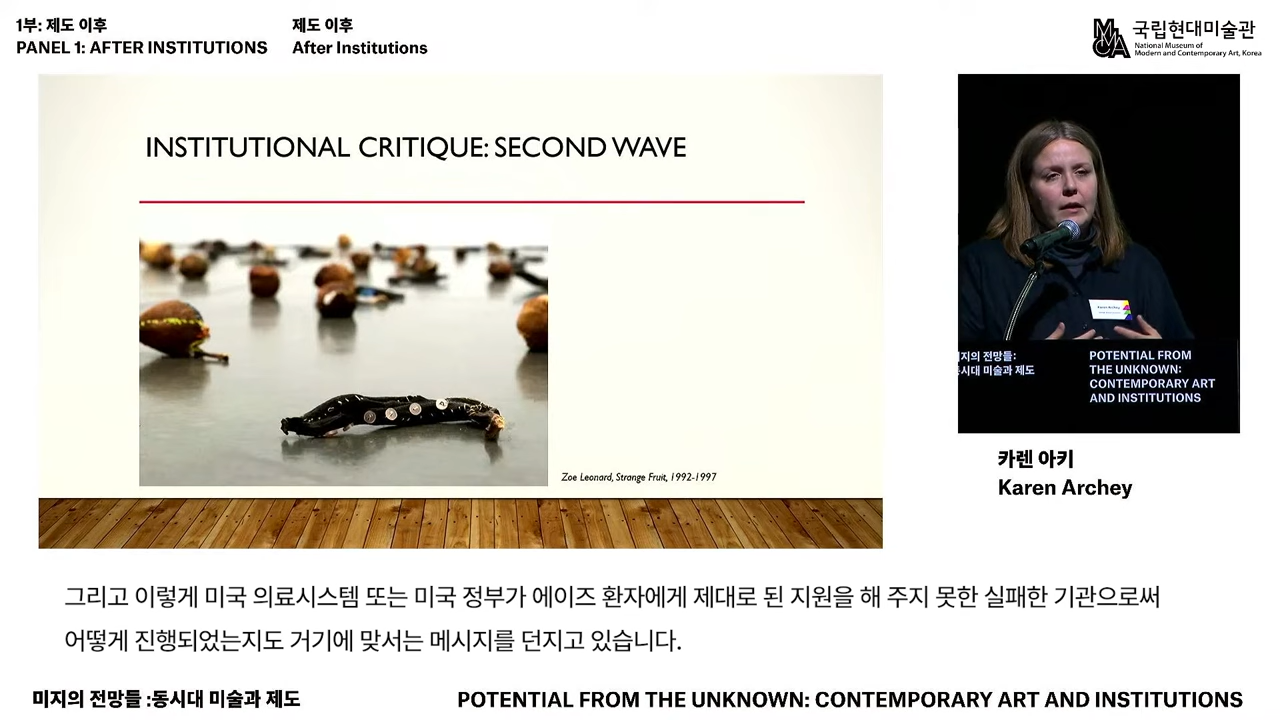 1부: 제도 이후
PANEL 1: AFTER INSTITUTIONS
제도 이후
After Institutions
MMCA
국립현대미술관
National Museum of
Modern and Contemporary Art, Korea
INSTITUTIONAL CRITIQUE: SECOND WAVE
Zoe Leonard, Strange Fruit, 1992-1997
Karen Archey
미지의 전망들:
동시대 미술과 제도
POTENTIAL FROM
THE UNKNOWN:
CONTEMPORARY ART
AND INSTITUTIONS
카렌 아키
Karen Archey
그리고 이렇게 미국 의료시스템 또는 미국 정부가 에이즈 환자에게 제대로 된 지원을 해 주지 못한 실패한 기관으로써
어떻게 진행되었는지도 거기에 맞서는 메시지를 던지고 있습니다.
미지의 전망들 :동시대 미술과 제도
POTENTIAL FROM THE UNKNOWN: CONTEMPORARY ART AND INSTITUTIONS